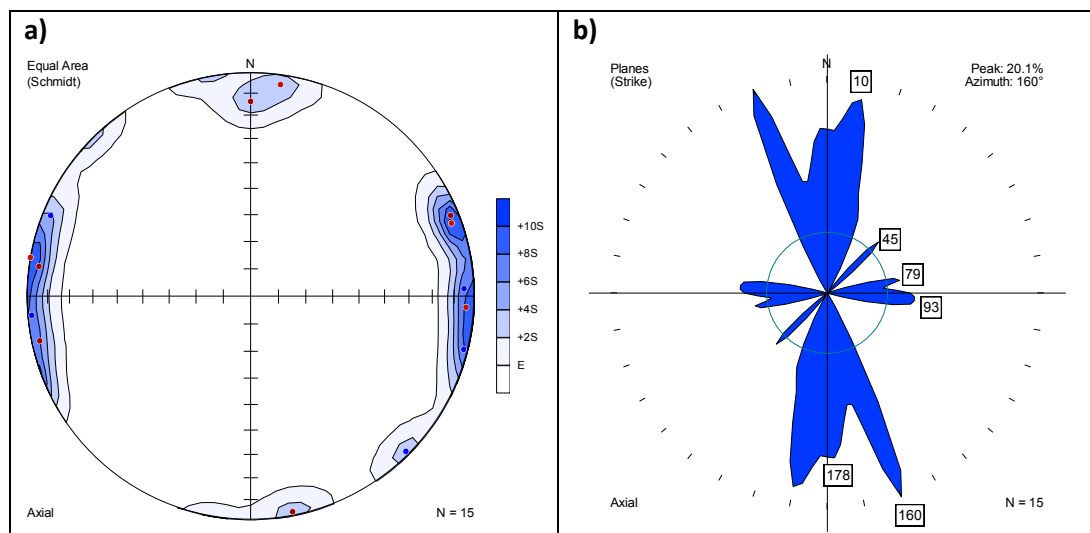 a)
Equal Area
(Schmidt)
N
+10S
+8S
+6S
+4S
+2S
E
Axial
N = 15
b)
Planes
(Strike)
N
Peak: 20.1%
Azimuth: 160°
10
45
79
93
178
160
Axial
N = 15